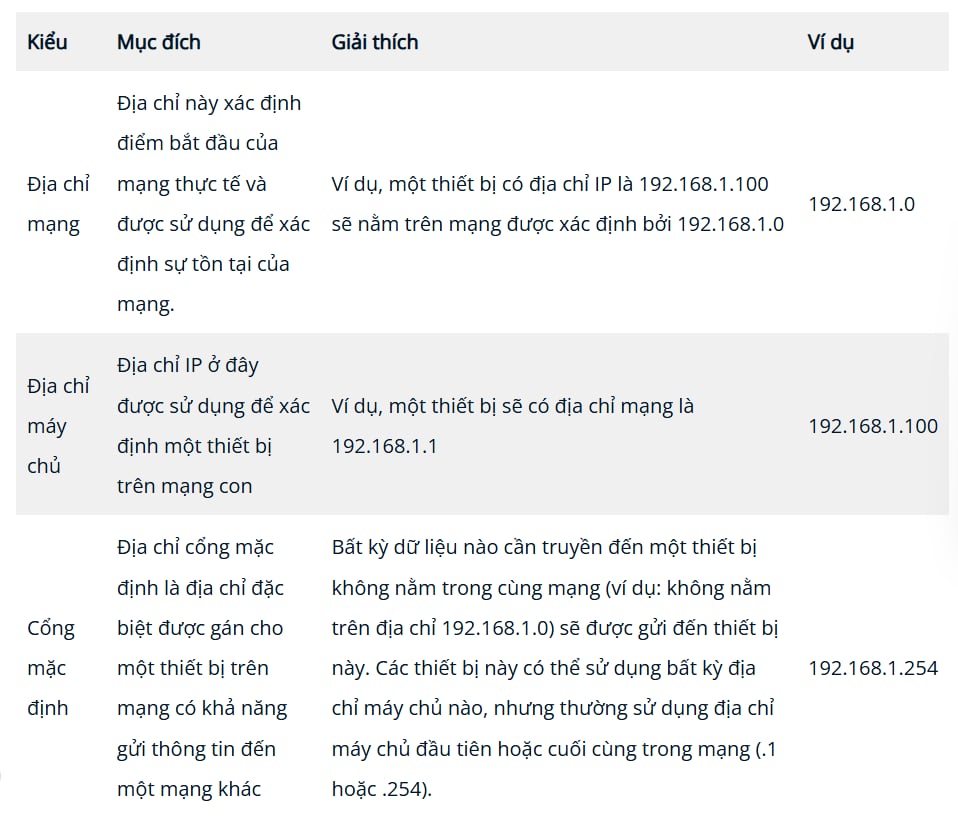 Kiểu Mục đích Giải thích Ví dụ
Địa chỉ
mạng
Địa chỉ này xác định
điểm bắt đầu của
mạng thực tế và
được sử dụng để xác
định sự tồn tại của
mạng.
Ví dụ, một thiết bị có địa chỉ IP là 192.168.1.100
sẽ nằm trên mạng được xác định bởi 192.168.1.0
192.168.1.0
Địa chỉ
máy
chủ
Địa chỉ IP ở đây
được sử dụng để xác
định một thiết bị
trên mạng con
Ví dụ, một thiết bị sẽ có địa chỉ mạng là
192.168.1.1
192.168.1.100
Cổng
mặc
định
Địa chỉ cổng mặc
định là địa chỉ đặc
biệt được gán cho
một thiết bị trên
mạng có khả năng
gửi thông tin đến
một mạng khác
Bất kỳ dữ liệu nào cần truyền đến một thiết bị
không nằm trong cùng mạng (ví dụ: không nằm
trên địa chỉ 192.168.1.0) sẽ được gửi đến thiết bị
này. Các thiết bị này có thể sử dụng bất kỳ địa
chỉ máy chủ nào, nhưng thường sử dụng địa chỉ
máy chủ đầu tiên hoặc cuối cùng trong mạng (.1
hoặc .254).
192.168.1.254